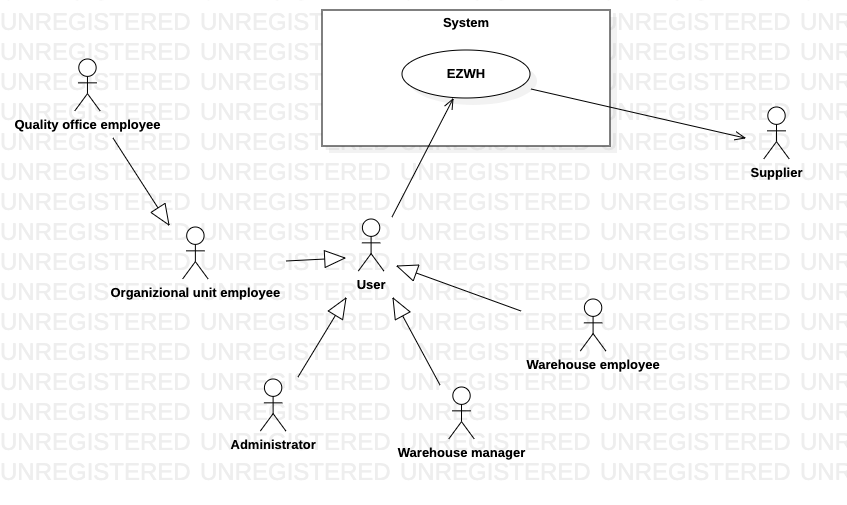 UNREGISTERED UNREGISTERED UNREGISTERED UNREGISTERED UNR
System
EZWH
Quality office employee
Supplier
Organizional unit employee
User
Warehouse employee
Administrator
Warehouse manager